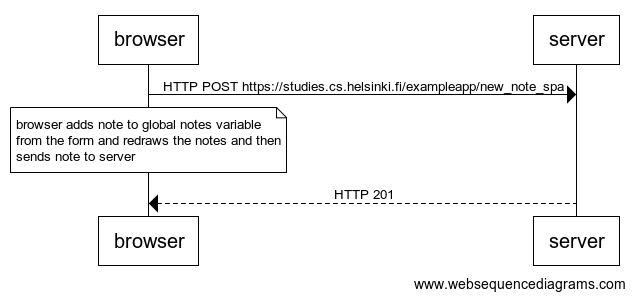 browser
server
HTTP POST https://studies.cs.helsinki.fi/exampleapp/new_note_spa
browser adds note to global notes variable
from the form and redraws the notes and then
sends note to server
HTTP 201
browser
server
www.websequencediagrams.com